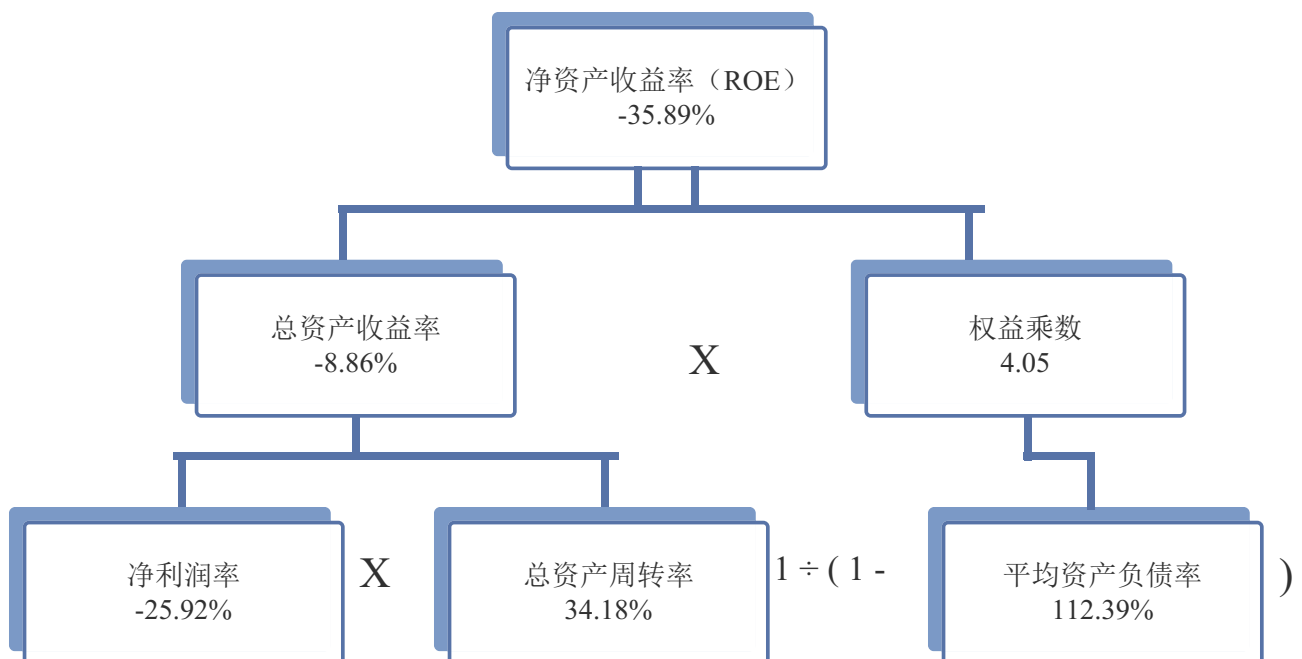 净资产收益率（ROE）
-35.89%
总资产收益率
-8.86%
X
权益乘数
4.05
净利润率
-25.92%
X
总资产周转率
34.18%
1 ÷ ( 1 -
平均资产负债率
112.39%
)